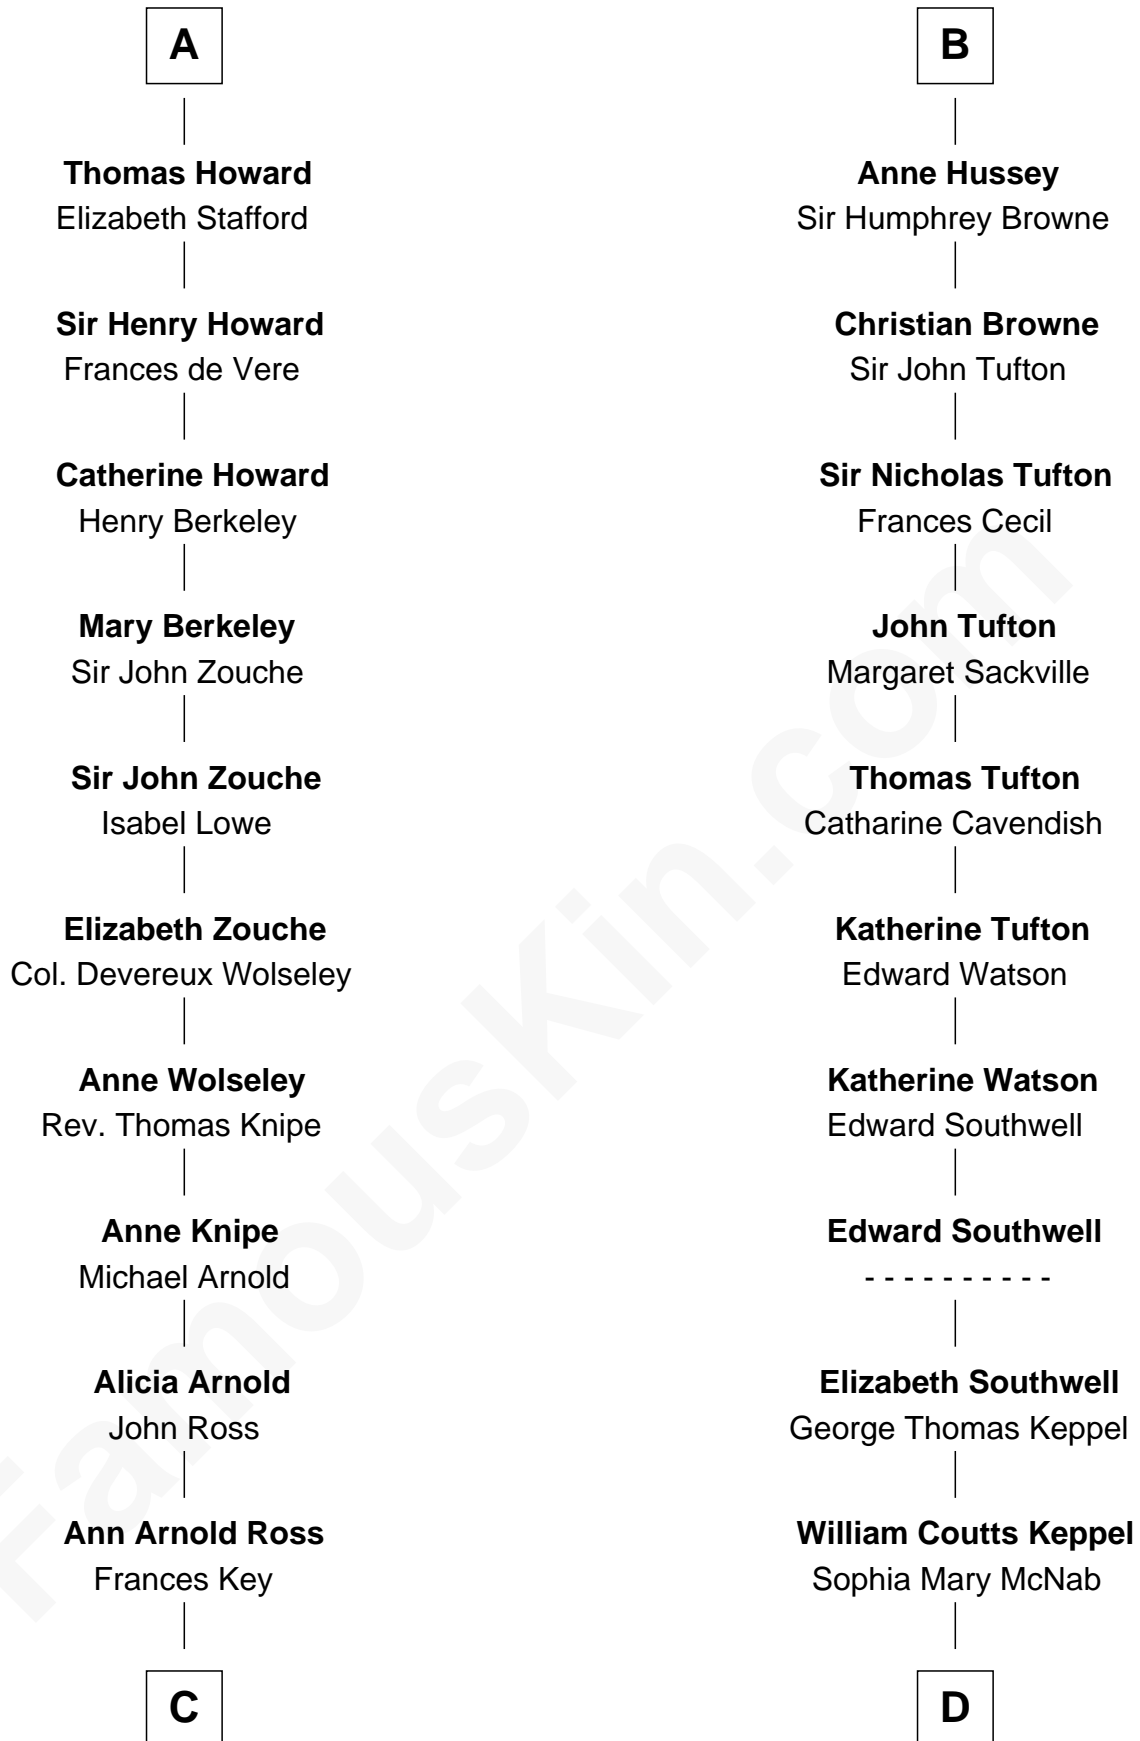 A
Thomas Howard
Elizabeth Stafford
Sir Henry Howard
Frances de Vere
Catherine Howard
Henry Berkeley
Mary Berkeley
Sir John Zouche
Sir John Zouche
Isabel Lowe
Elizabeth Zouche
Col. Devereux Wolseley
Anne Wolseley
Rev. Thomas Knipe
Anne Knipe
Michael Arnold
Alicia Arnold
John Ross
Ann Arnold Ross
Frances Key
C
B
Anne Hussey
Sir Humphrey Browne
Christian Browne
Sir John Tufton
Sir Nicholas Tufton
Frances Cecil
John Tufton
Margaret Sackville
Thomas Tufton
Catharine Cavendish
Katherine Tufton
Edward Watson
Katherine Watson
Edward Southwell
Edward Southwell
- - - - - - - - - -
Elizabeth Southwell
George Thomas Keppel
William Coutts Keppel
Sophia Mary McNab
D
FamousKin.com